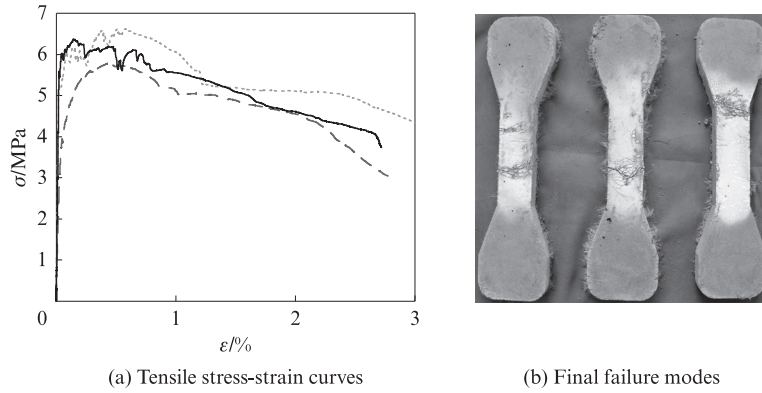 7
6
5
4
3
2
1
0
1
2
3
σ/MPa
ε/%
(a) Tensile stress-strain curves
(b) Final failure modes